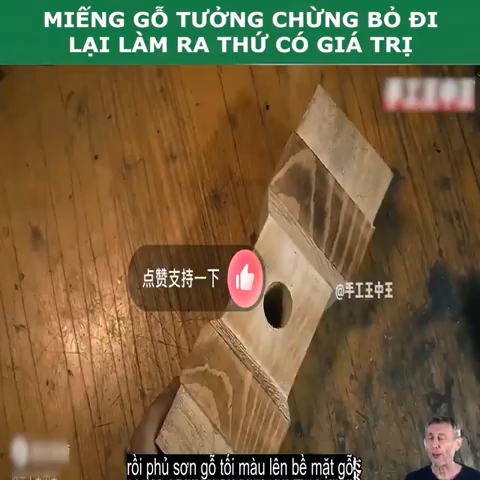 MIẾNG GỖ TƯỞNG CHỪNG BỎ ĐI
LẠI LÀM RA THỨ CÓ GIÁ TRỊ
点赞支持一下
@手工王中王
rồi phủ sơn gỗ tối màu lên bề mặt gỗ